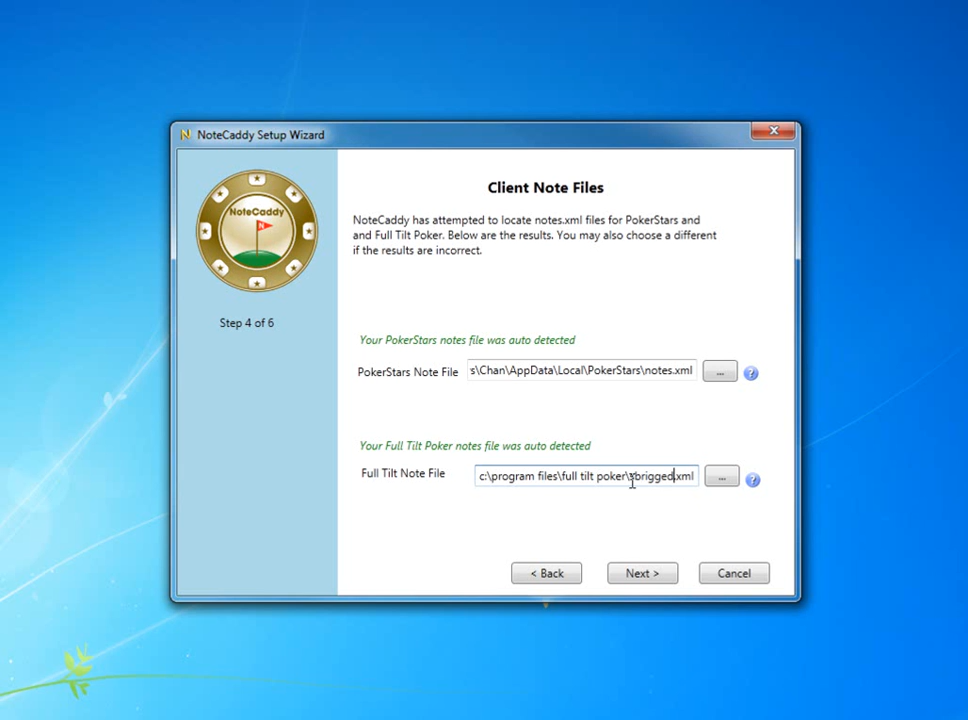 NoteCaddy Setup Wizard
NoteCaddy
N
Step 4 of 6
Client Note Files
NoteCaddy has attempted to locate notes.xml files for PokerStars and
and Full Tilt Poker. Below are the results. You may also choose a different
if the results are incorrect.
Your PokerStars notes file was auto detected
PokerStars Note File s\Chan\AppData\Local\PokerStars\notes.xml ... ?
Your Full Tilt Poker notes file was auto detected
Full Tilt Note File c:\program files\full tilt poker\ .xml ... ?
< Back Next > Cancel